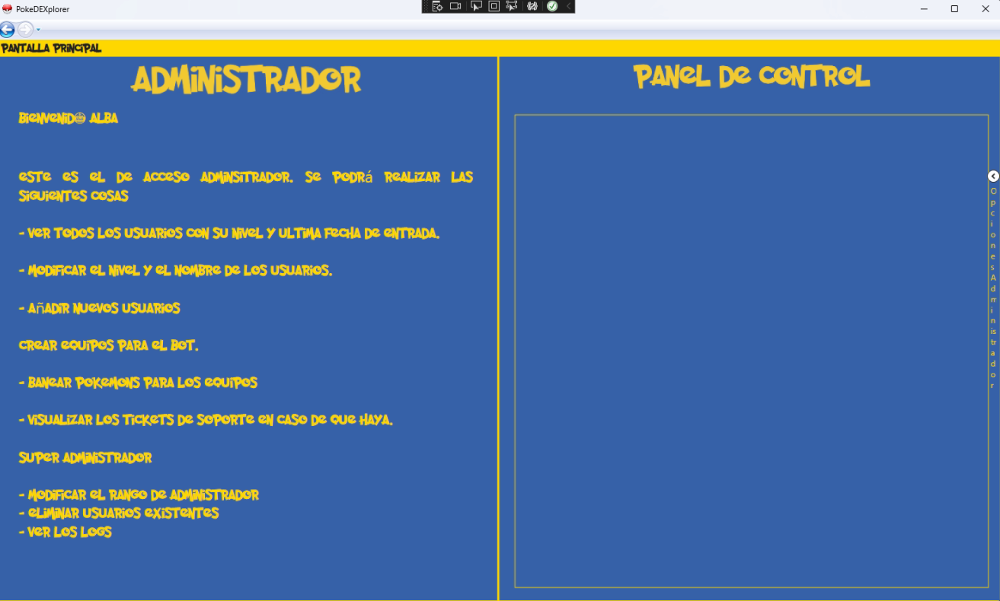 PokeDEXplorer
PANTALLA PRINCIPAL
ADMINISTRADOR
BIENVENID@ ALBA
ESTE ES EL DE ACCESO ADMINSITRADOR. SE PODRÁ REALIZAR LAS
SIGUIENTES COSAS
- VER TODOS LOS USUARIOS CON SU NIVEL Y ULTIMA FECHA DE ENTRADA.
- MODIFICAR EL NIVEL Y EL NOMBRE DE LOS USUARIOS.
- AÑADIR NUEVOS USUARIOS
CREAR EQUIPOS PARA EL BOT.
- BANEAR POKEMONS PARA LOS EQUIPOS
- VISUALIZAR LOS TICKETS DE SOPORTE EN CASO DE QUE HAYA.
SUPER ADMINISTRADOR
- MODIFICAR EL RANGO DE ADMINISTRADOR
- ELIMINAR USUARIOS EXISTENTES
- VER LOS LOGS
PANEL DE CONTROL
Opciones Administrador